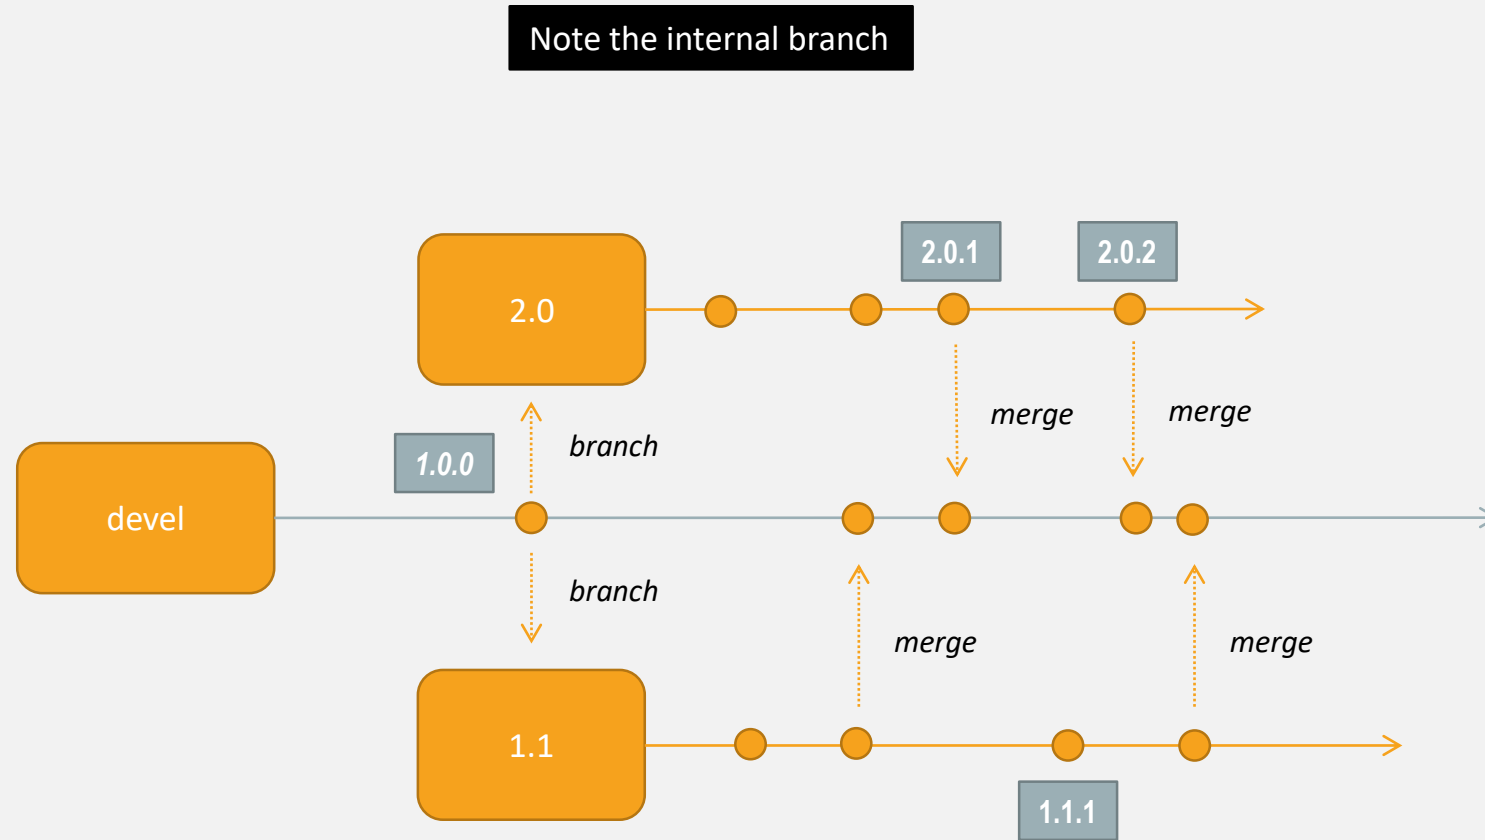 Note the internal branch
2.0.1
2.0.2
2.0
merge
merge
branch
1.0.0
devel
branch
merge
merge
1.1
1.1.1